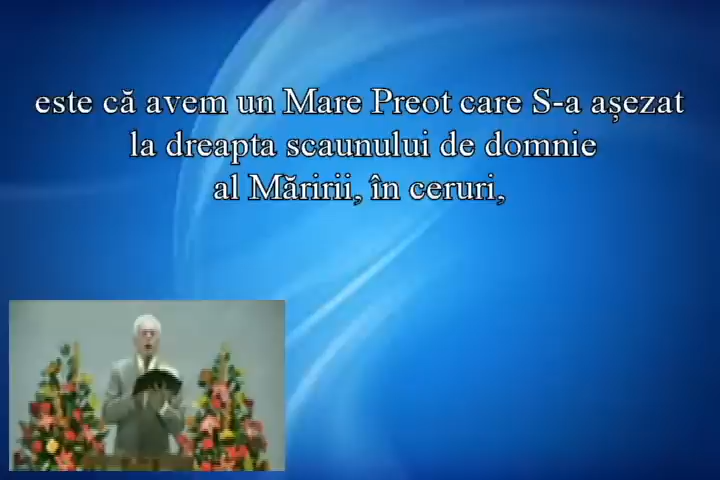 este că avem un Mare Preot care S-a așezat
la dreapta scaunului de domnie
al Măririi, în ceruri,